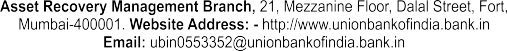 Asset Recovery Management Branch, 21, Mezzanine Floor, Dalal Street, Fort,
Mumbai-400001. Website Address: - http://www.unionbankofindia.bank.in
Email: ubin0553352@unionbankofindia.bank.in